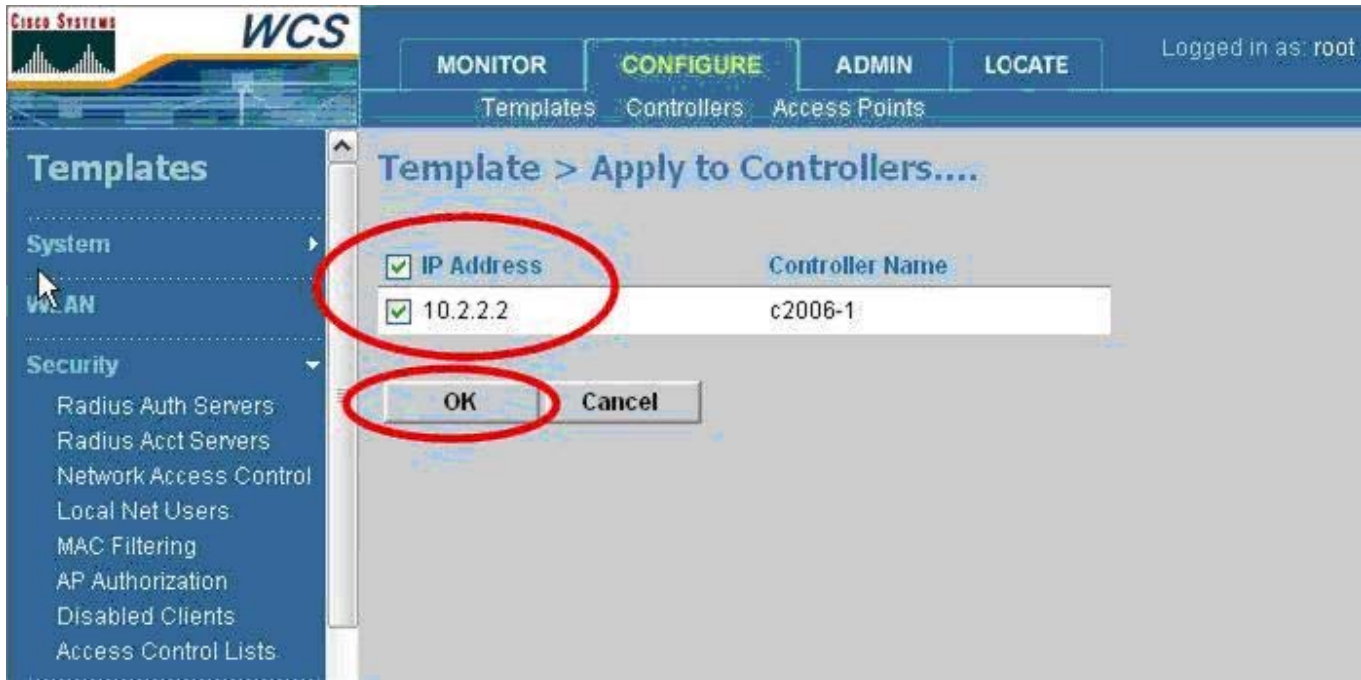 CISCO SYSTEMS
WCS
MONITOR CONFIGURE ADMIN LOCATE
Logged in as: root
Templates Controllers Access Points
Templates
System
WLAN
Security
Radius Auth Servers
Radius Acct Servers
Network Access Control
Local Net Users
MAC Filtering
AP Authorization
Disabled Clients
Access Control Lists
Template > Apply to Controllers....
IP Address Controller Name
10.2.2.2 c2006-1
OK Cancel